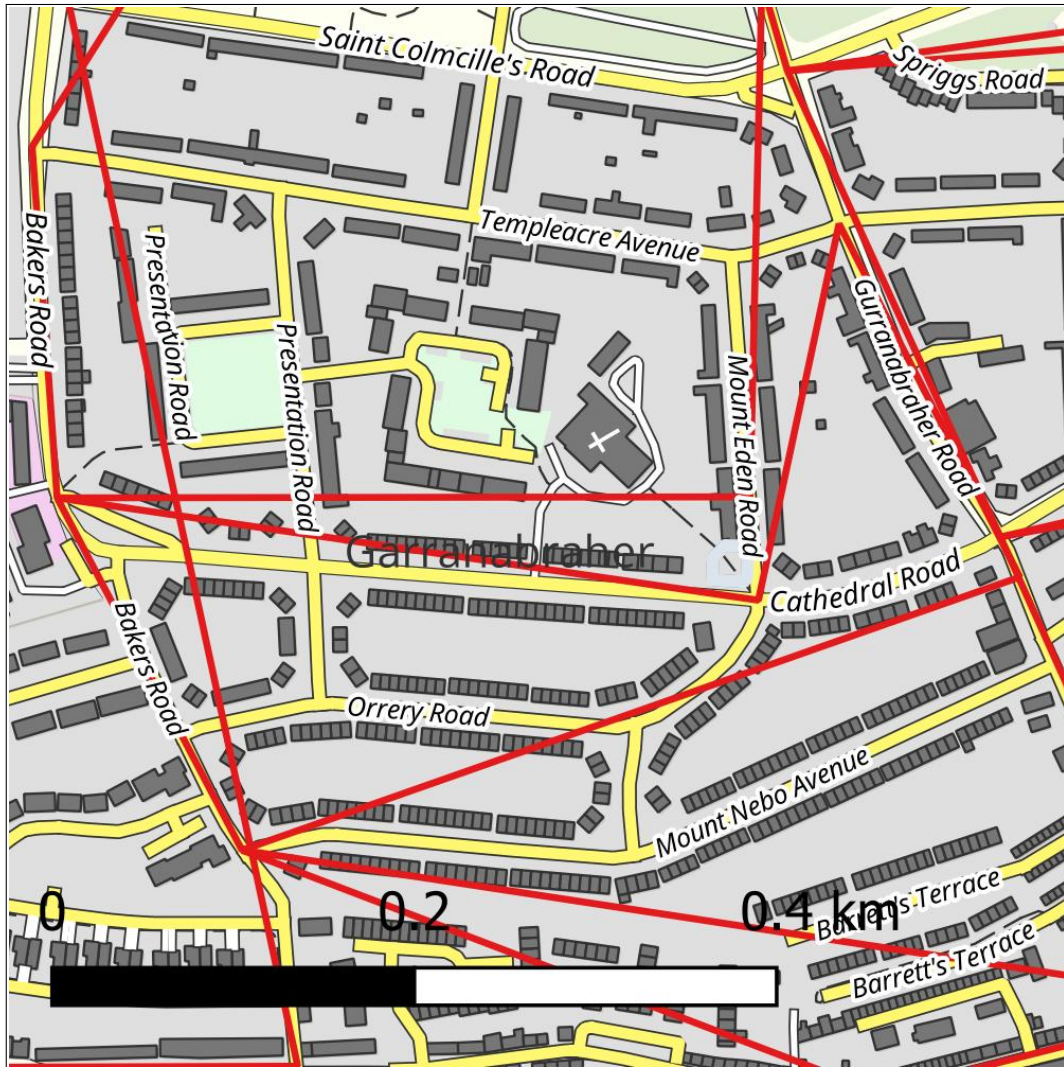 Saint Colmcille's Road
Spriggs Road
Templeacre Avenue
Bakers Road
Presentation Road
Presentation Road
Mount Eden Road
Gurranabraher Road
Garranabraher
Cathedral Road
Bakers Road
Orrery Road
Mount Nebo Avenue
Barrett's Terrace
Barrett's Terrace
0 0.2 0.4 km